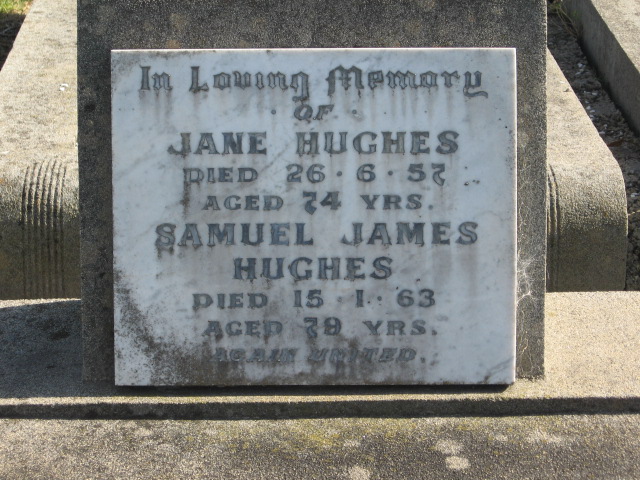 In Loving Memory
OF
JANE HUGHES
DIED 26·6·57
AGED 74 YRS.
SAMUEL JAMES
HUGHES
DIED 15·1·63
AGED 79 YRS.
AGAIN UNITED.